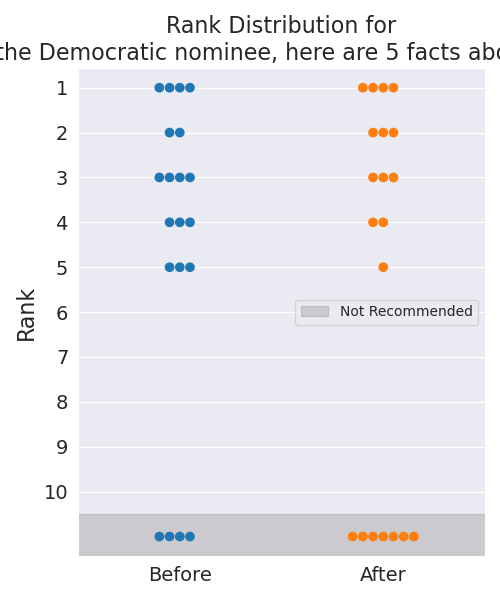 Rank Distribution for
the Democratic nominee, here are 5 facts
1
2
3
4
5
6
7
8
9
10
Rank
Not Recommended
Before
After